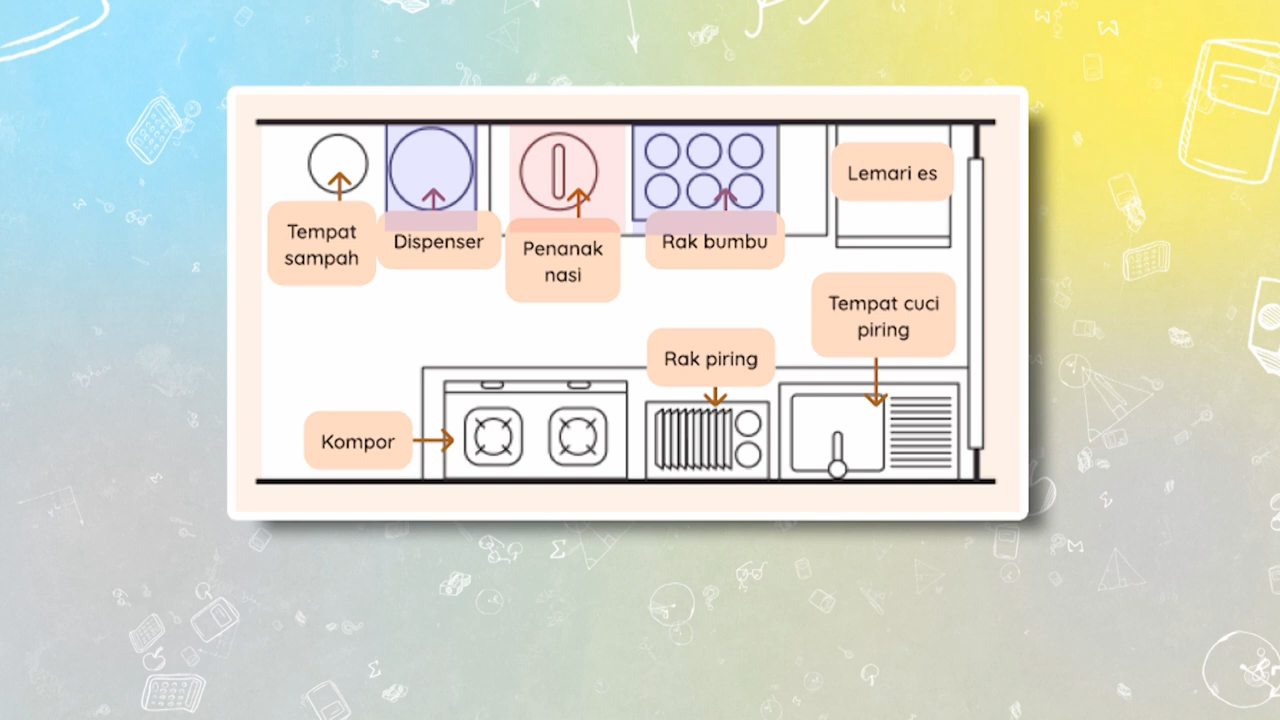 Lemari es
Tempat
sampah
Dispenser
Penanak
nasi
Rak bumbu
Tempat cuci
piring
Rak piring
Kompor